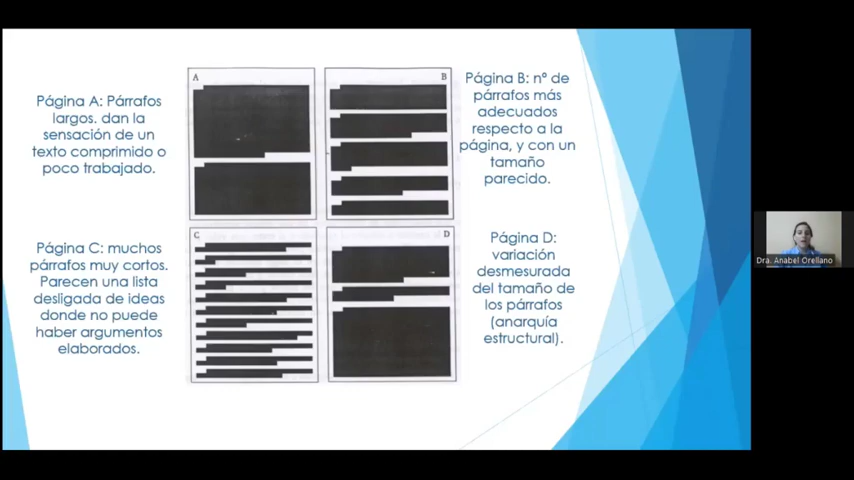 Página A: Párrafos
largos. dan la
sensación de un
texto comprimido o
poco trabajado.
A
B
Página B: nº de
párrafos más
adecuados
respecto a la
página, y con un
tamaño
parecido.
Página C: muchos
párrafos muy cortos.
Parecen una lista
desligada de ideas
donde no puede
haber argumentos
elaborados.
C
D
Página D:
variación
desmesurada
del tamaño de
los párrafos
(anarquía
estructural).
Dra. Anabel Orellano